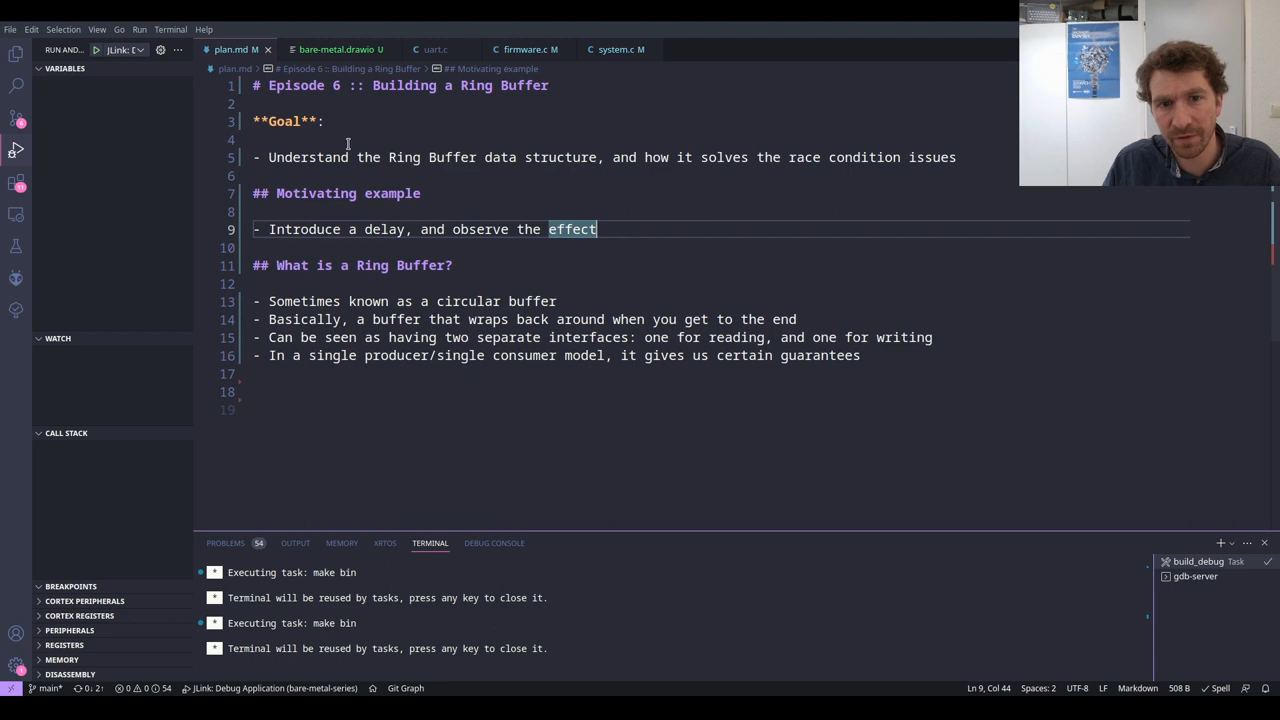 File Edit Selection View Go Run Terminal Help
RUN AND... JLink: D ···
plan.md M × bare-metal.drawio U uart.c firmware.c M system.c M
plan.md > # Episode 6 :: Building a Ring Buffer > ## Motivating example
VARIABLES
WATCH
CALL STACK
BREAKPOINTS
CORTEX PERIPHERALS
CORTEX REGISTERS
PERIPHERALS
REGISTERS
MEMORY
DISASSEMBLY
6
11
1
1 # Episode 6 :: Building a Ring Buffer
2
3 **Goal**:
4
5 - Understand the Ring Buffer data structure, and how it solves the race condition issues
6
7 ## Motivating example
8
9 - Introduce a delay, and observe the effect
10
11 ## What is a Ring Buffer?
12
13 - Sometimes known as a circular buffer
14 - Basically, a buffer that wraps back around when you get to the end
15 - Can be seen as having two separate interfaces: one for reading, and one for writing
16 - In a single producer/single consumer model, it gives us certain guarantees
17
18
19
PROBLEMS 54 OUTPUT MEMORY XRTOS TERMINAL DEBUG CONSOLE
* Executing task: make bin
* Terminal will be reused by tasks, press any key to close it.
* Executing task: make bin
* Terminal will be reused by tasks, press any key to close it.
build_debug Task
gdb-server
main* 0↓ 2↑ 0 0 54 JLink: Debug Application (bare-metal-series) Git Graph Ln 9, Col 44 Spaces: 2 UTF-8 LF Markdown 508 B Spell